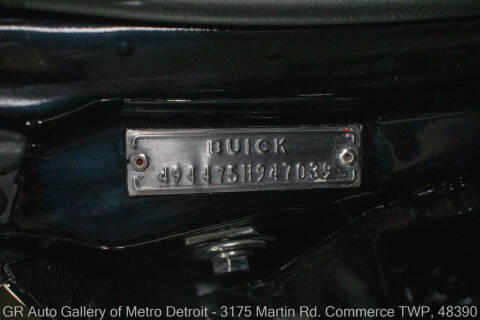 BUICK
494475H947039
GR Auto Gallery of Metro Detroit - 3175 Martin Rd. Commerce TWP, 48390